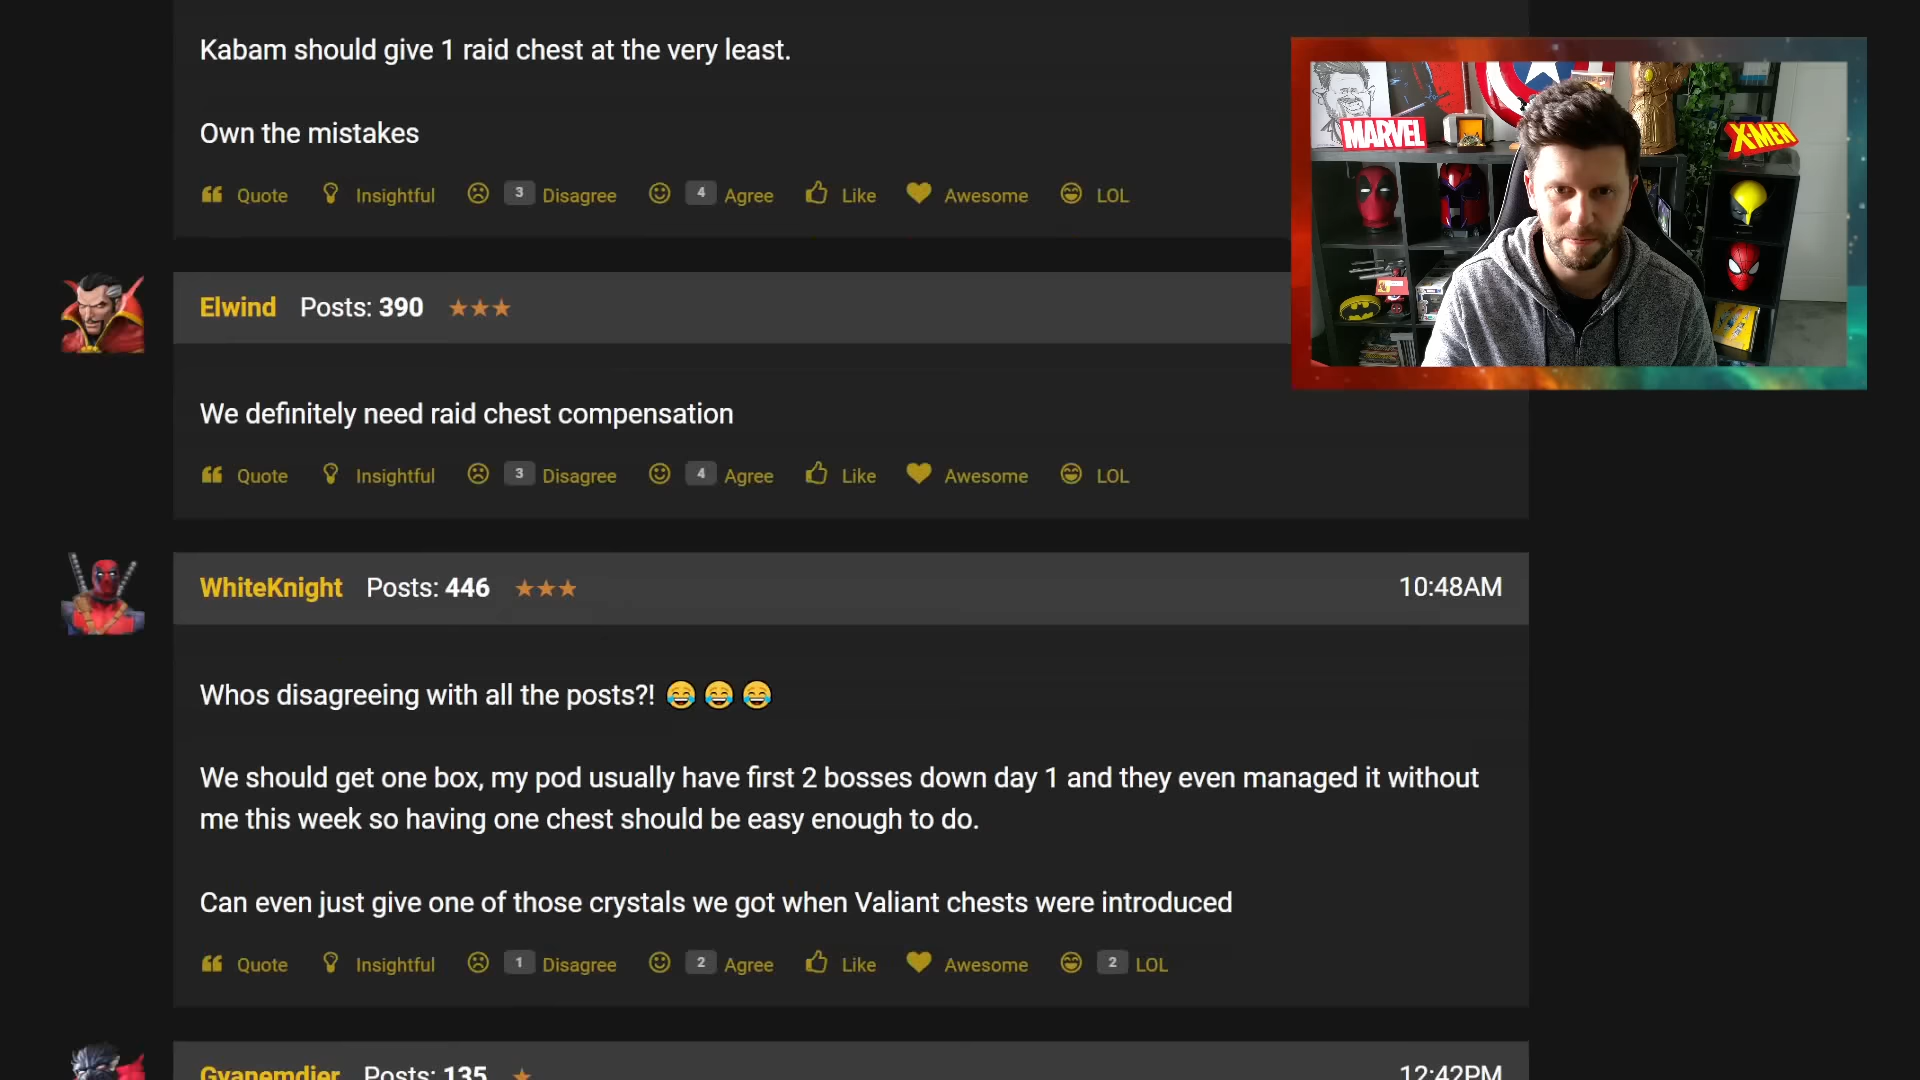 Kabam should give 1 raid chest at the very least.
Own the mistakes
Quote Insightful 3 Disagree 4 Agree Like Awesome LOL
MARVEL
X-MEN
Elwind Posts: 390
We definitely need raid chest compensation
Quote Insightful 3 Disagree 4 Agree Like Awesome LOL
WhiteKnight Posts: 446 10:48AM
Whos disagreeing with all the posts?! 😂 😂 😂
We should get one box, my pod usually have first 2 bosses down day 1 and they even managed it without
me this week so having one chest should be easy enough to do.
Can even just give one of those crystals we got when Valiant chests were introduced
Quote Insightful 1 Disagree 2 Agree Like Awesome 2 LOL
Gyanemdier Posts: 135 12:42PM